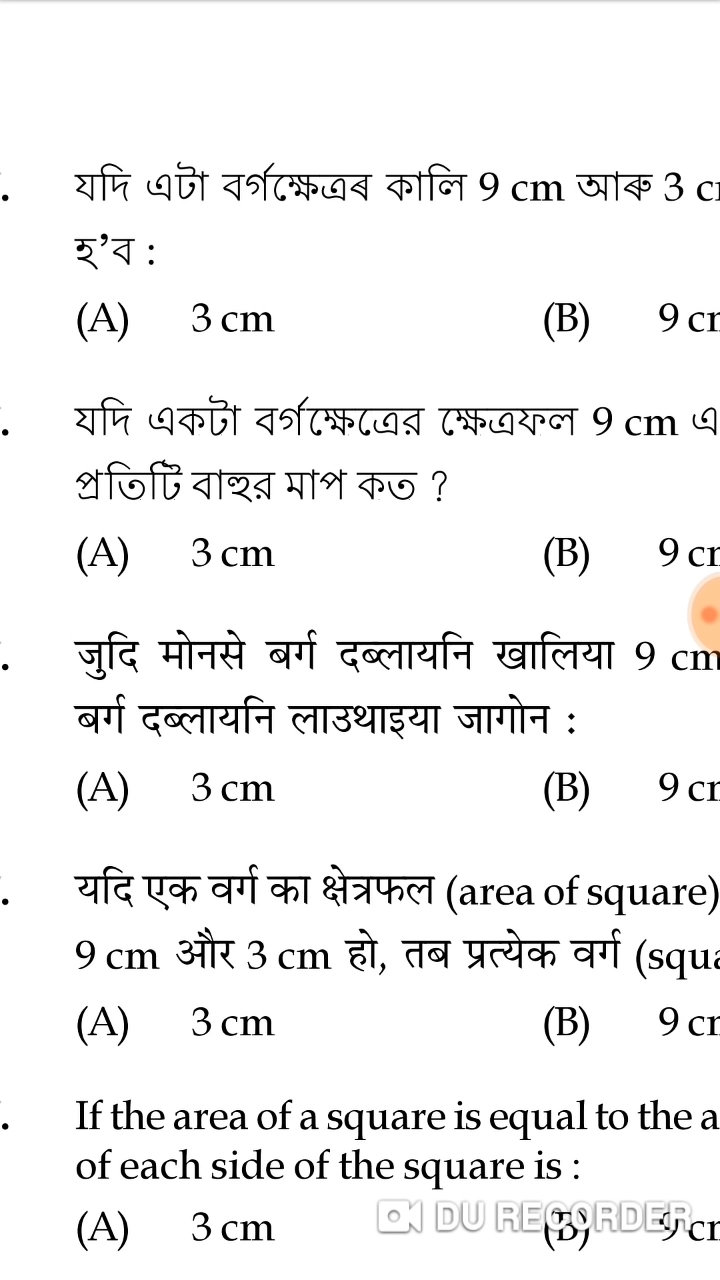 . যদি এটা বৰ্গক্ষেত্ৰৰ কালি 9 cm আৰু 3
হ’ব :
(A) 3 cm (B) 9
. যদি একটা বর্গক্ষেত্রের ক্ষেত্রফল 9 cm এ
প্রতিটি বাহুর মাপ কত ?
(A) 3 cm (B) 9
. जुदि मोनसे बर्ग दब्लायनि खालिया 9 cm
बर्ग दब्लायनि लाउथाइया जागोन :
(A) 3 cm (B) 9
. यदि एक वर्ग का क्षेत्रफल (area of square)
9 cm और 3 cm हो, तब प्रत्येक वर्ग
(A) 3 cm (B) 9
. If the area of a square is equal to the a
of each side of the square is :
(A) 3 cm (B) 9
DU RECORDER